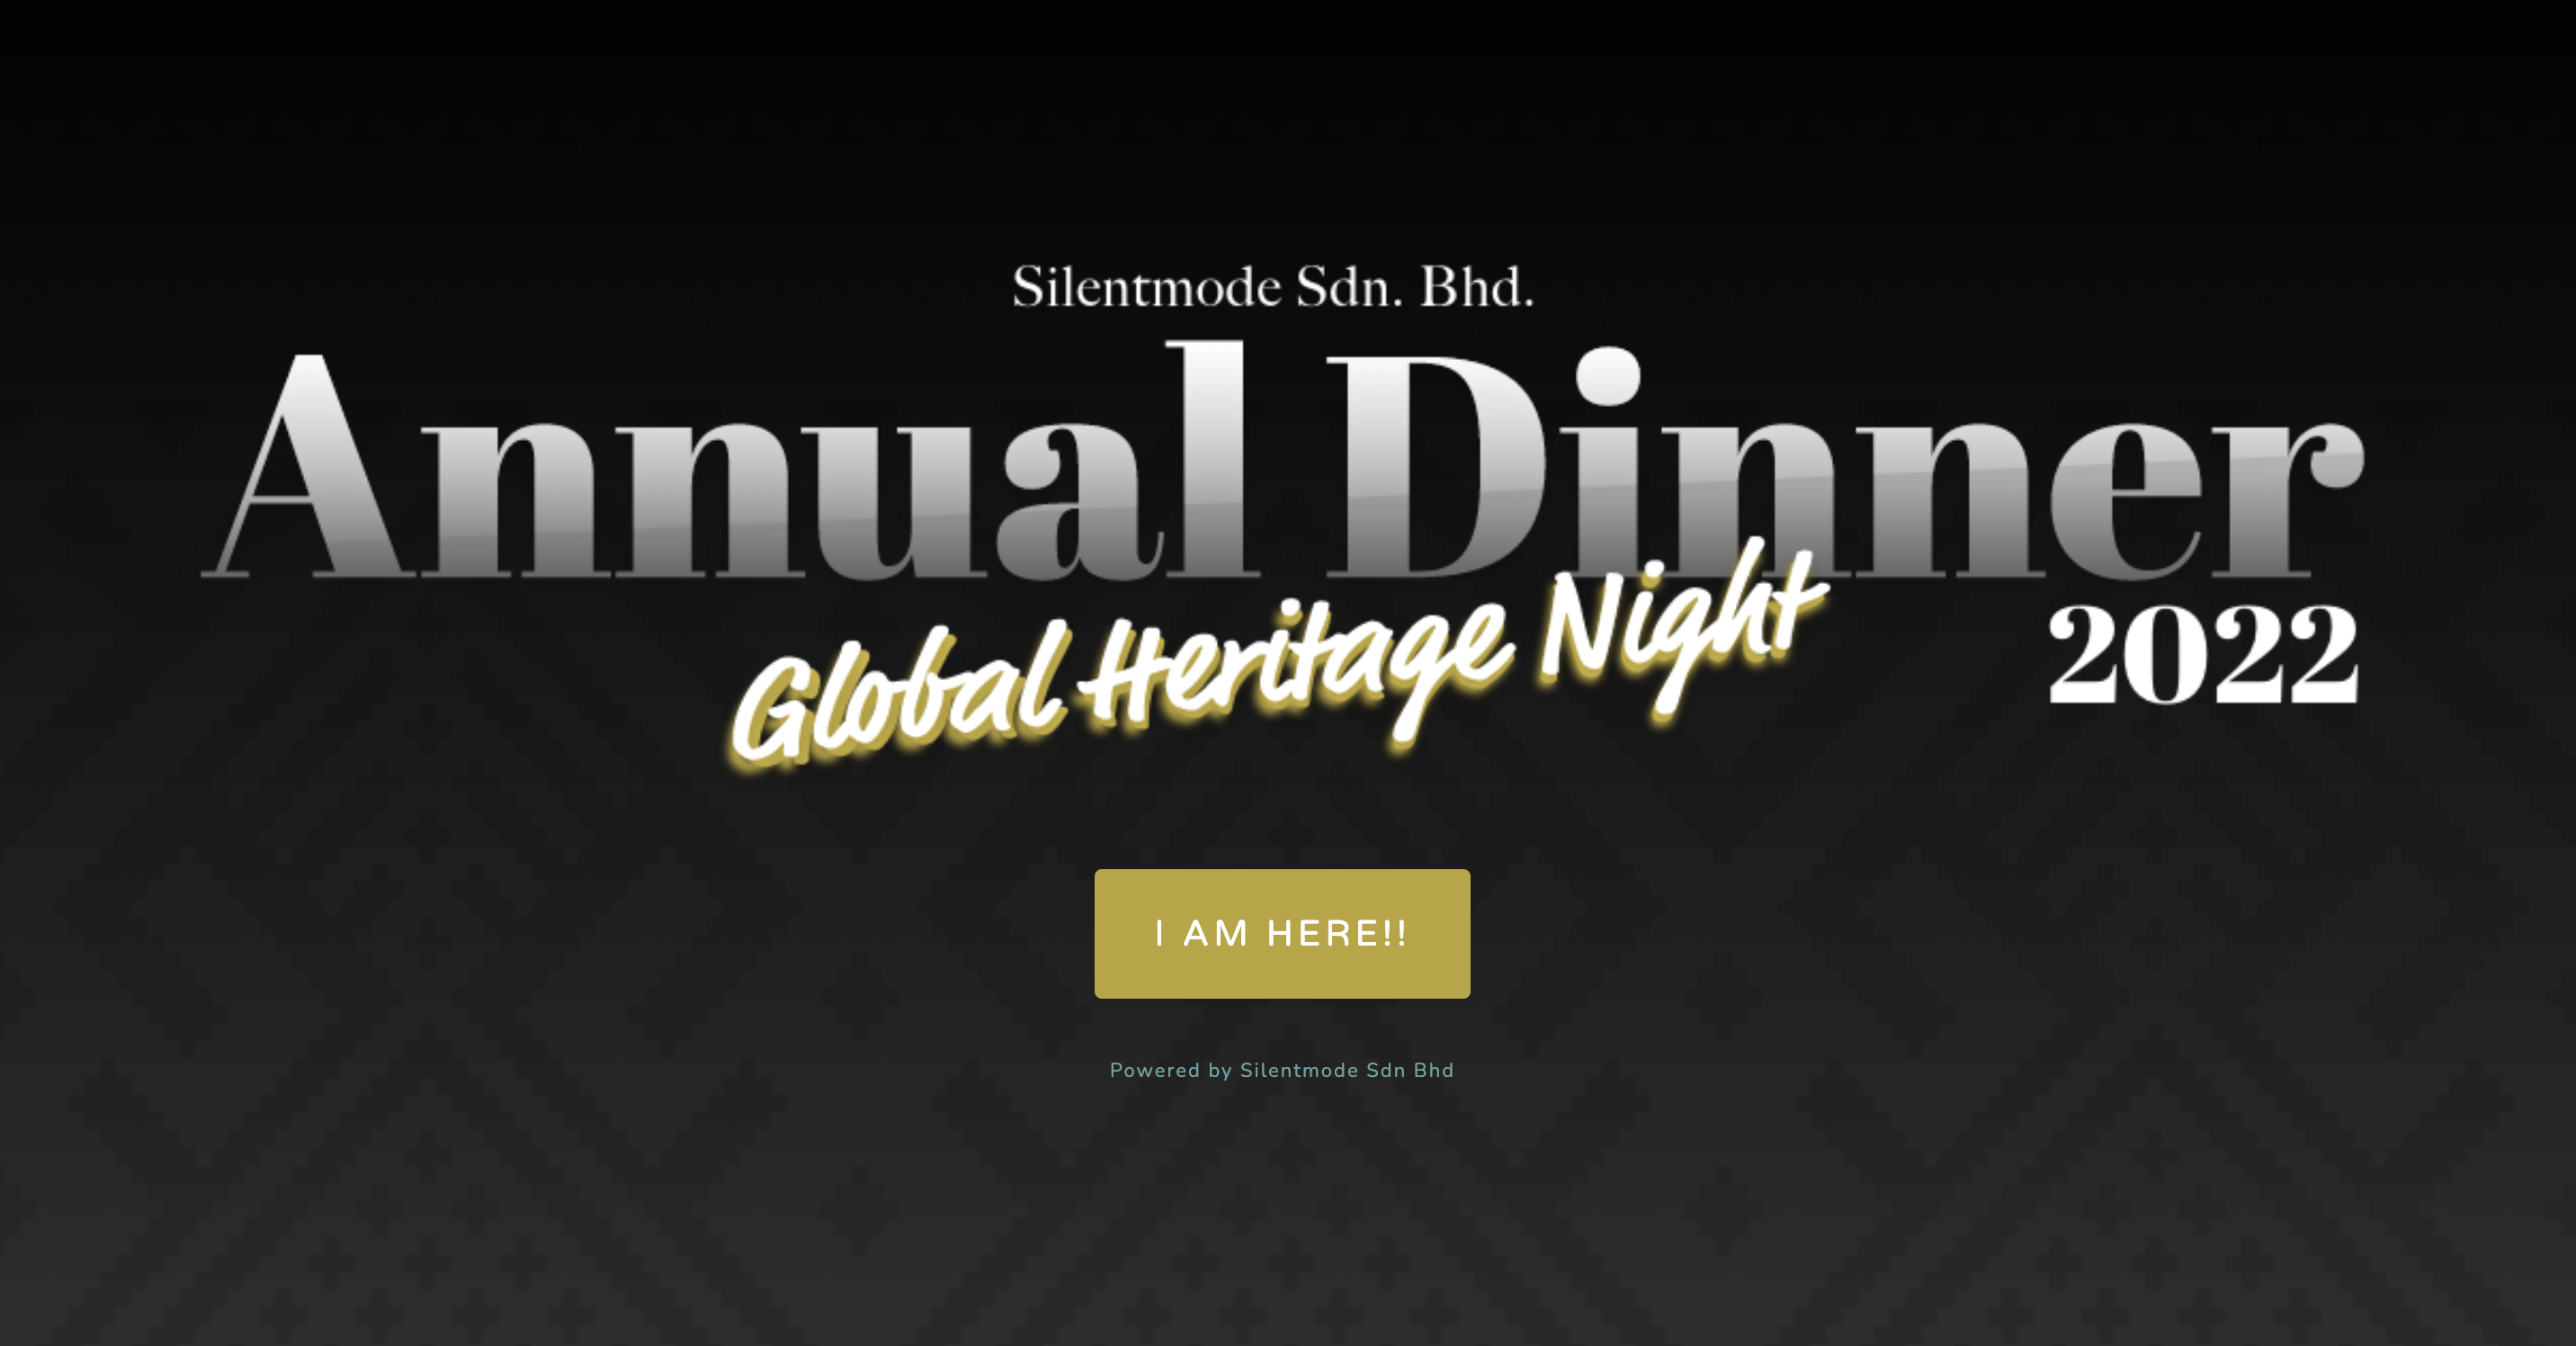 Silentmode Sdn. Bhd.
Annual Dinner
Global Heritage Night
2022
I AM HERE!!
Powered by Silentmode Sdn Bhd